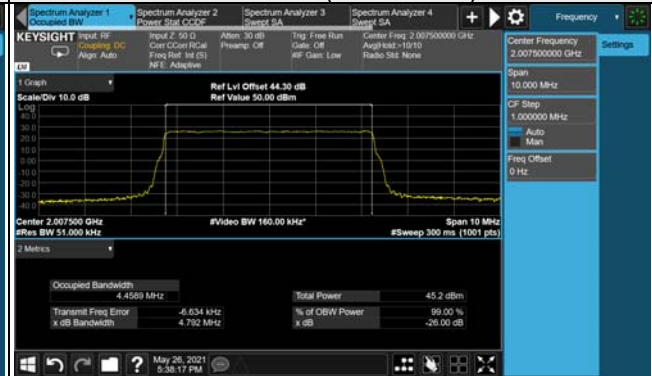 Spectrum Analyzer 1
Occupied BW
Spectrum Analyzer 2
Power Stat CCDF
Spectrum Analyzer 3
Swept SA
Spectrum Analyzer 4
Swept SA
Frequency
KEYSIGHT
Input: RF
Coupling: DC
Align: Auto
Input Z: 50 Ω
Corr CCorr RCal
Freq Ref: Int (S)
NFE: Adaptive
Atten: 30 dB
Preamp: Off
Trig: Free Run
Gate: Off
#IF Gain: Low
Center Freq: 2.007500000 GHz
Avg|Hold:>10/10
Radio Std: None
Center Frequency
2.007500000 GHz
Settings
Span
10.000 MHz
CF Step
1.000000 MHz
Auto
Man
Freq Offset
0 Hz
1 Graph
Scale/Div 10.0 dB
Ref Lvl Offset 44.30 dB
Ref Value 50.00 dBm
Log
40.0
30.0
20.0
10.0
0.00
-10.0
-20.0
-30.0
-40.0
Center 2.007500 GHz
#Res BW 51.000 kHz
#Video BW 160.00 kHz*
Span 10 MHz
#Sweep 300 ms (1001 pts)
2 Metrics
Occupied Bandwidth
4.4589 MHz
Total Power
45.2 dBm
Transmit Freq Error
-6.634 kHz
% of OBW Power
99.00 %
x dB Bandwidth
4.792 MHz
x dB
-26.00 dB
May 26, 2021
5:38:17 PM